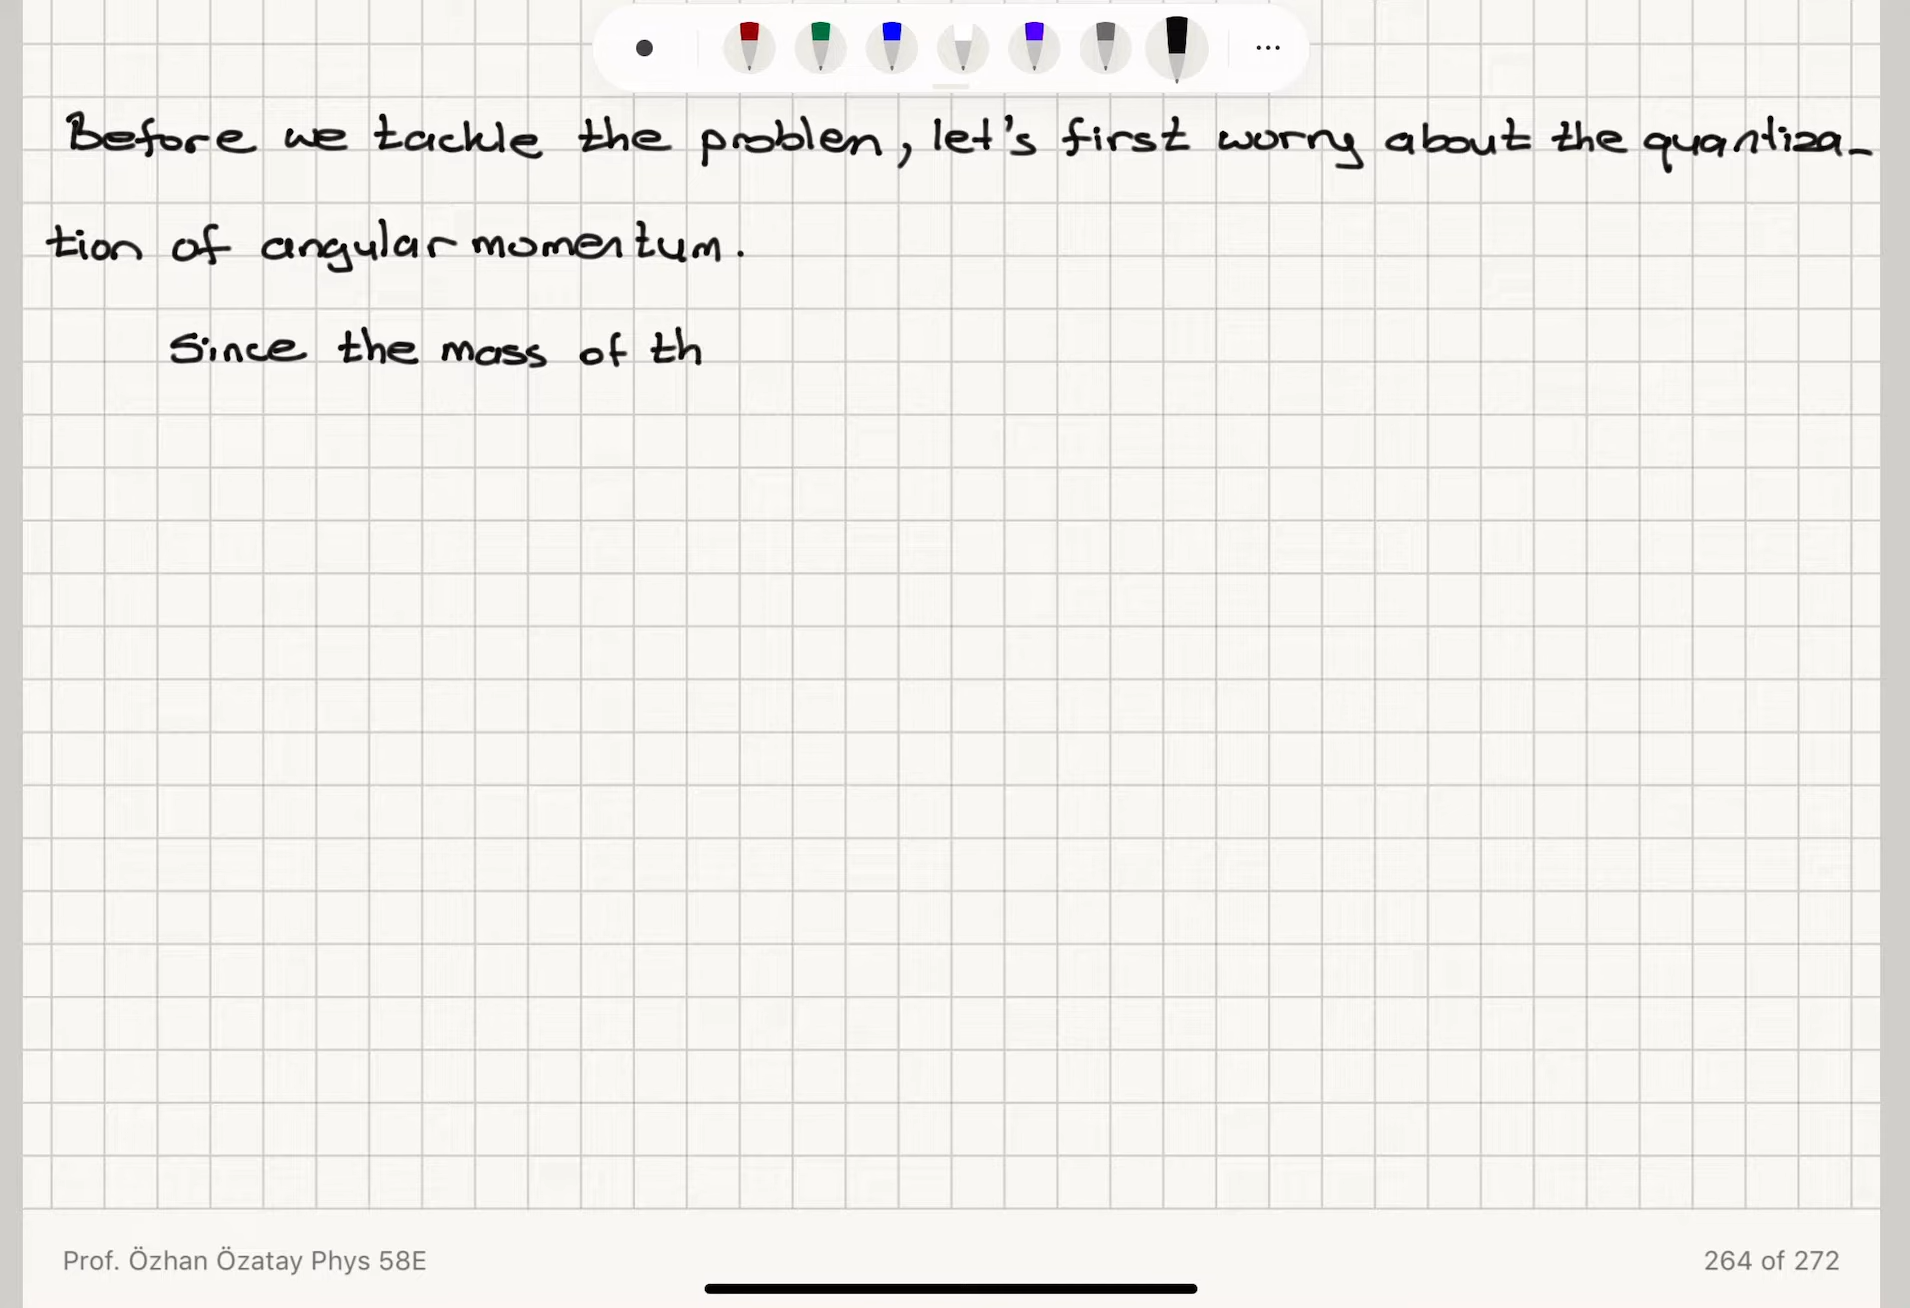 Before we tackle the problen, let's first worry about the quantiza-
tion of angular momentum.
Since the mass of th
Prof. Özhan Özatay Phys 58E
264 of 272